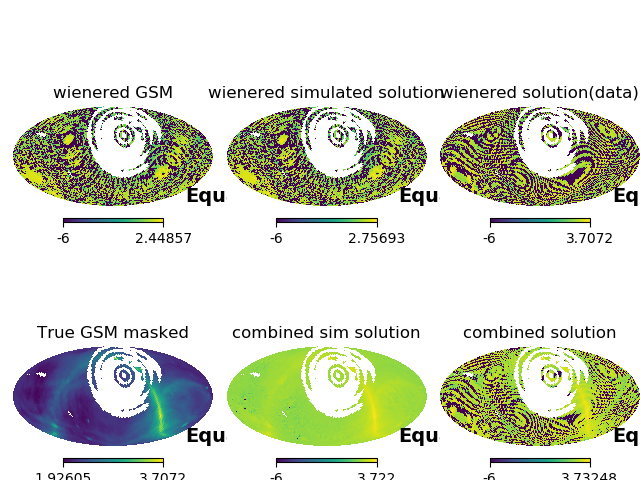 wienered GSM
wienered simulated solution
wienered solution(data)
Equ
Equ
Eq
-6 2.44857
-6 2.75693
-6 3.7072
True GSM masked
combined sim solution
combined solution
Equ
Equ
Eq
1.92605 3.7072
-6 3.722
-6 3.73248